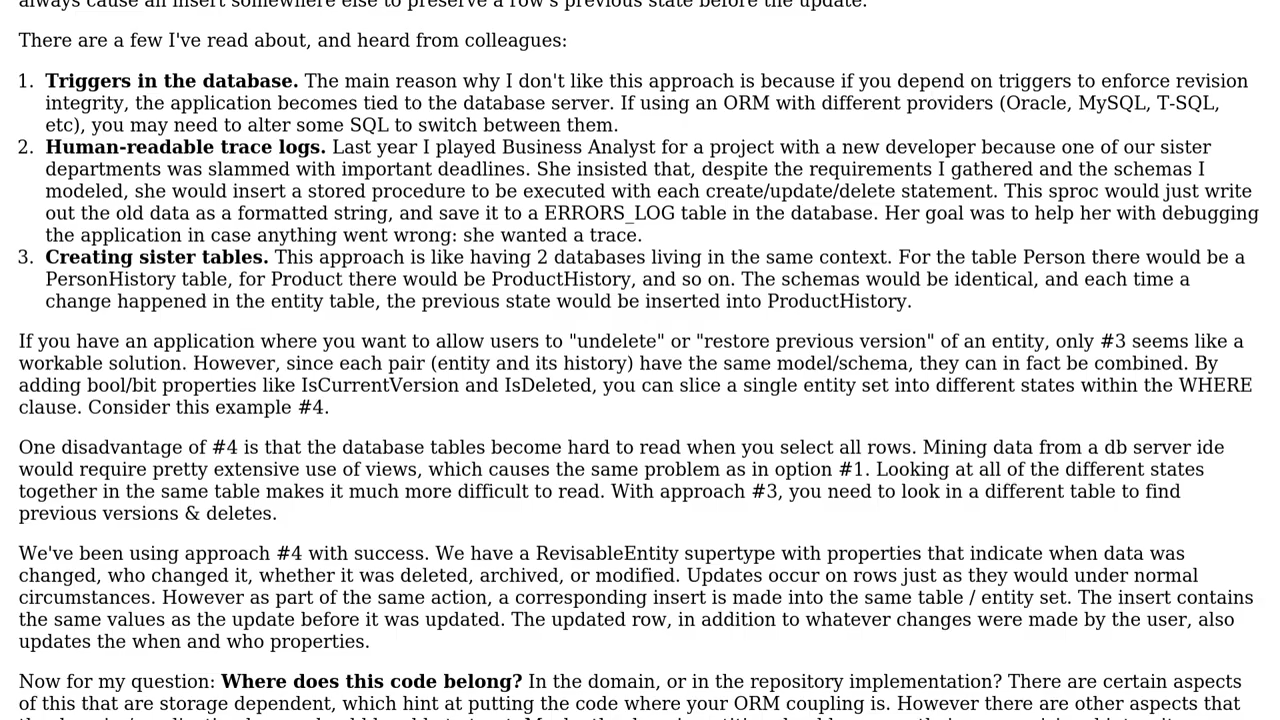 always cause an insert somewhere else to preserve a row's previous state before the update.
There are a few I've read about, and heard from colleagues:
1. Triggers in the database. The main reason why I don't like this approach is because if you depend on triggers to enforce revision
integrity, the application becomes tied to the database server. If using an ORM with different providers (Oracle, MySQL, T-SQL,
etc), you may need to alter some SQL to switch between them.
2. Human-readable trace logs. Last year I played Business Analyst for a project with a new developer because one of our sister
departments was slammed with important deadlines. She insisted that, despite the requirements I gathered and the schemas I
modeled, she would insert a stored procedure to be executed with each create/update/delete statement. This sproc would just write
out the old data as a formatted string, and save it to a ERRORS_LOG table in the database. Her goal was to help her with debugging
the application in case anything went wrong: she wanted a trace.
3. Creating sister tables. This approach is like having 2 databases living in the same context. For the table Person there would be a
PersonHistory table, for Product there would be ProductHistory, and so on. The schemas would be identical, and each time a
change happened in the entity table, the previous state would be inserted into ProductHistory.
If you have an application where you want to allow users to "undelete" or "restore previous version" of an entity, only #3 seems like a
workable solution. However, since each pair (entity and its history) have the same model/schema, they can in fact be combined. By
adding bool/bit properties like IsCurrentVersion and IsDeleted, you can slice a single entity set into different states within the WHERE
clause. Consider this example #4.
One disadvantage of #4 is that the database tables become hard to read when you select all rows. Mining data from a db server ide
would require pretty extensive use of views, which causes the same problem as in option #1. Looking at all of the different states
together in the same table makes it much more difficult to read. With approach #3, you need to look in a different table to find
previous versions & deletes.
We've been using approach #4 with success. We have a RevisableEntity supertype with properties that indicate when data was
changed, who changed it, whether it was deleted, archived, or modified. Updates occur on rows just as they would under normal
circumstances. However as part of the same action, a corresponding insert is made into the same table / entity set. The insert contains
the same values as the update before it was updated. The updated row, in addition to whatever changes were made by the user, also
updates the when and who properties.
Now for my question: Where does this code belong? In the domain, or in the repository implementation? There are certain aspects
of this that are storage dependent, which hint at putting the code where your ORM coupling is. However there are other aspects that